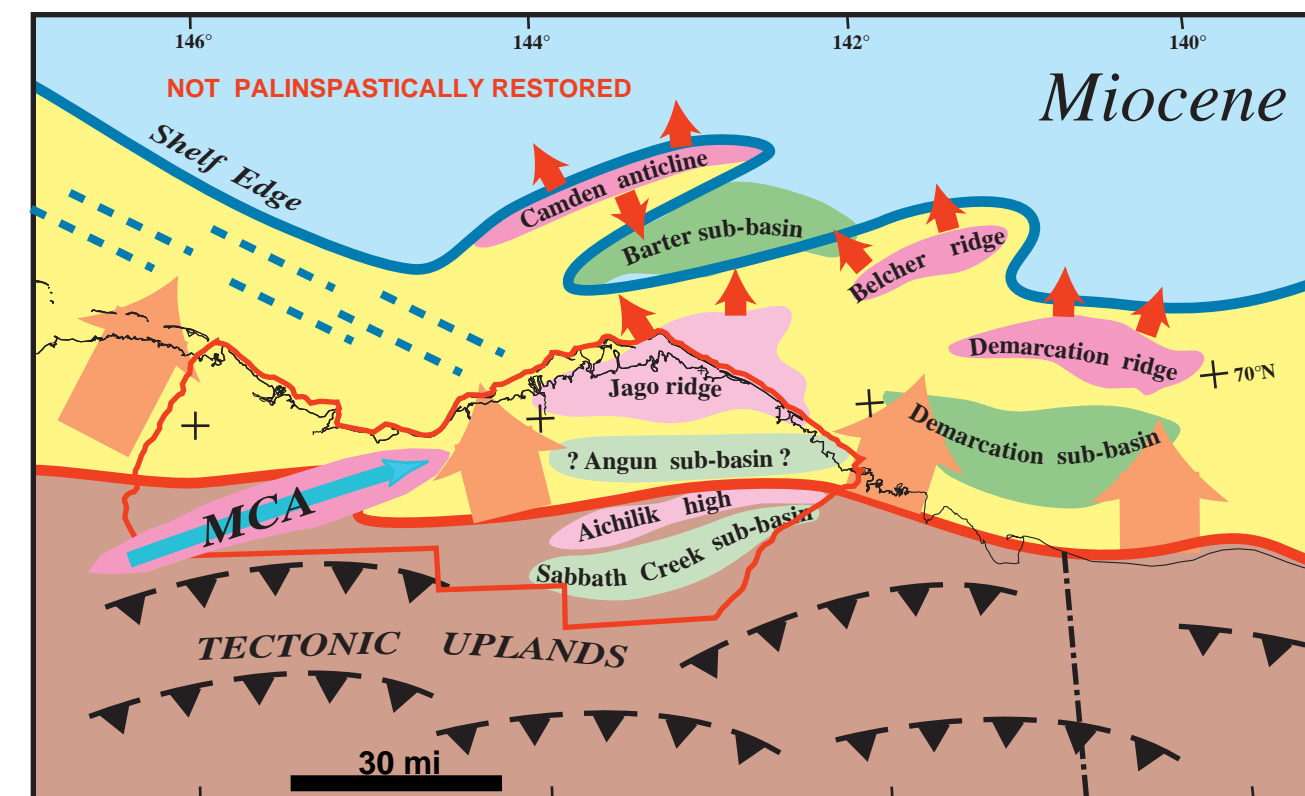 146°
144°
142°
140°
NOT PALINSPASTICALLY RESTORED
Miocene
Shelf Edge
Camden anticline
Barter sub-basin
Belcher ridge
Demarcation ridge
70°N
Jago ridge
Demarcation sub-basin
? Angun sub-basin ?
MCA
Aichilik high
Sabbath Creek sub-basin
TECTONIC UPLANDS
30 mi